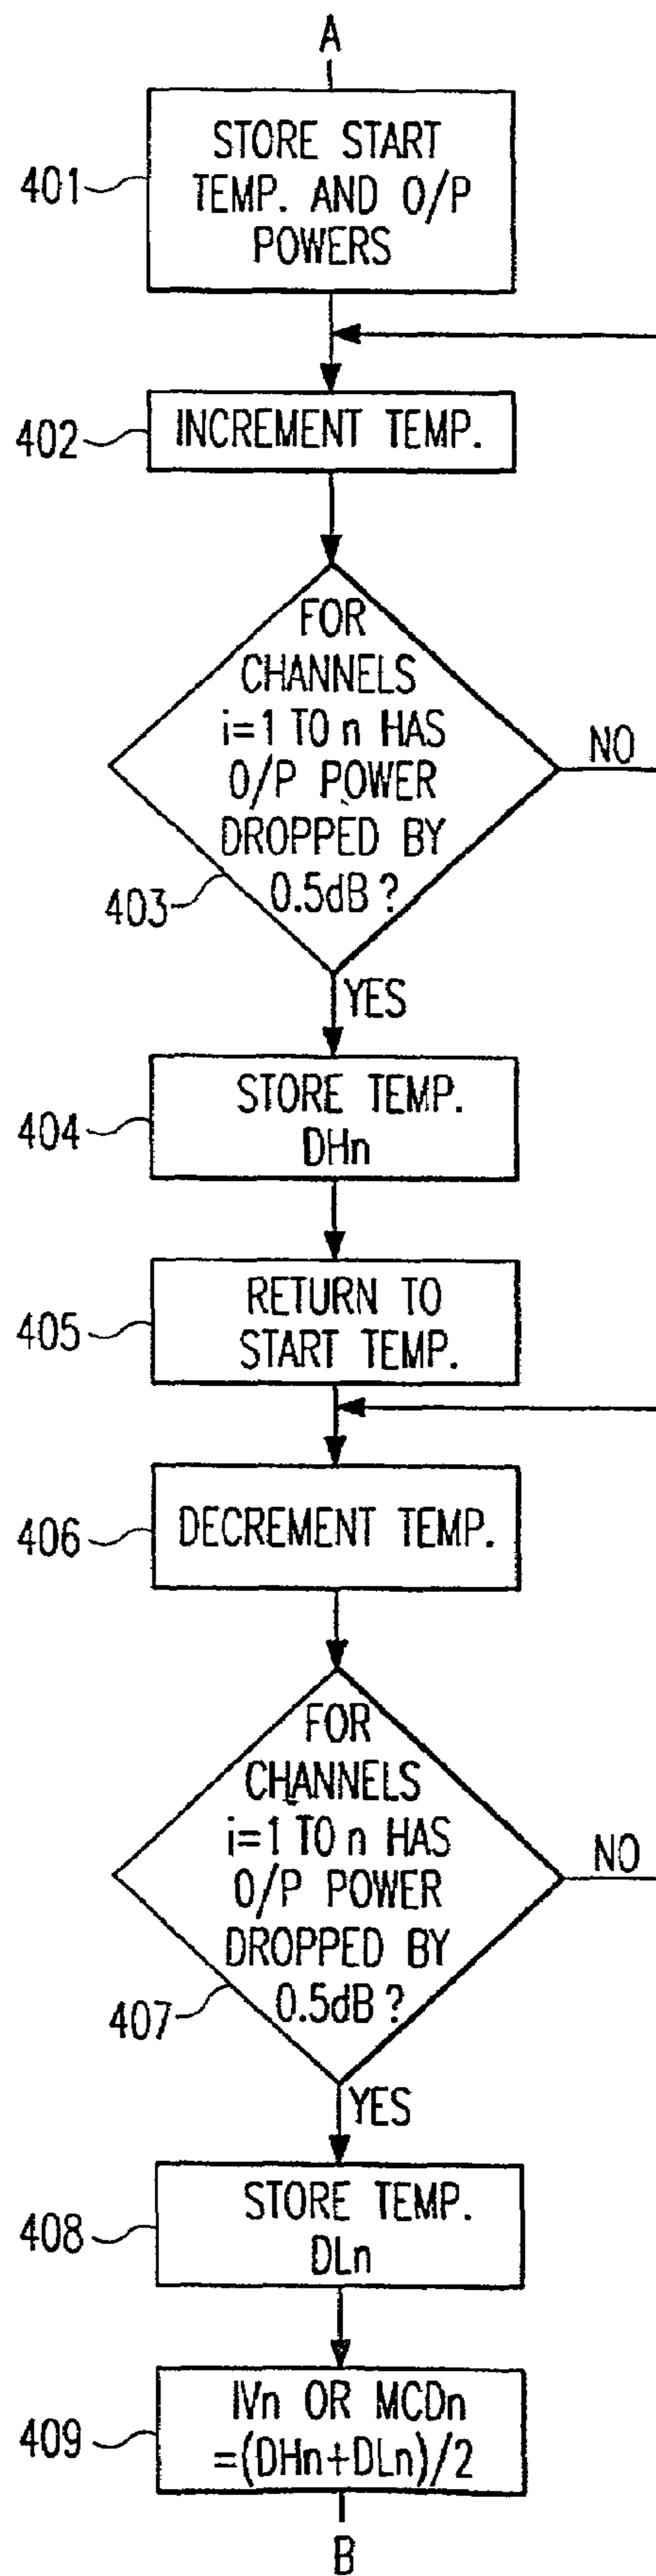 A
401
STORE START
TEMP. AND O/P
POWERS
402
INCREMENT TEMP.
FOR
CHANNELS
i=1 TO n HAS
O/P POWER
DROPPED BY
0.5dB?
NO
403
YES
404
STORE TEMP.
DHn
405
RETURN TO
START TEMP.
406
DECREMENT TEMP.
FOR
CHANNELS
i=1 TO n HAS
O/P POWER
DROPPED BY
0.5dB?
NO
407
YES
408
STORE TEMP.
DLn
409
IVn OR MCDn
=(DHn+DLn)/2
B